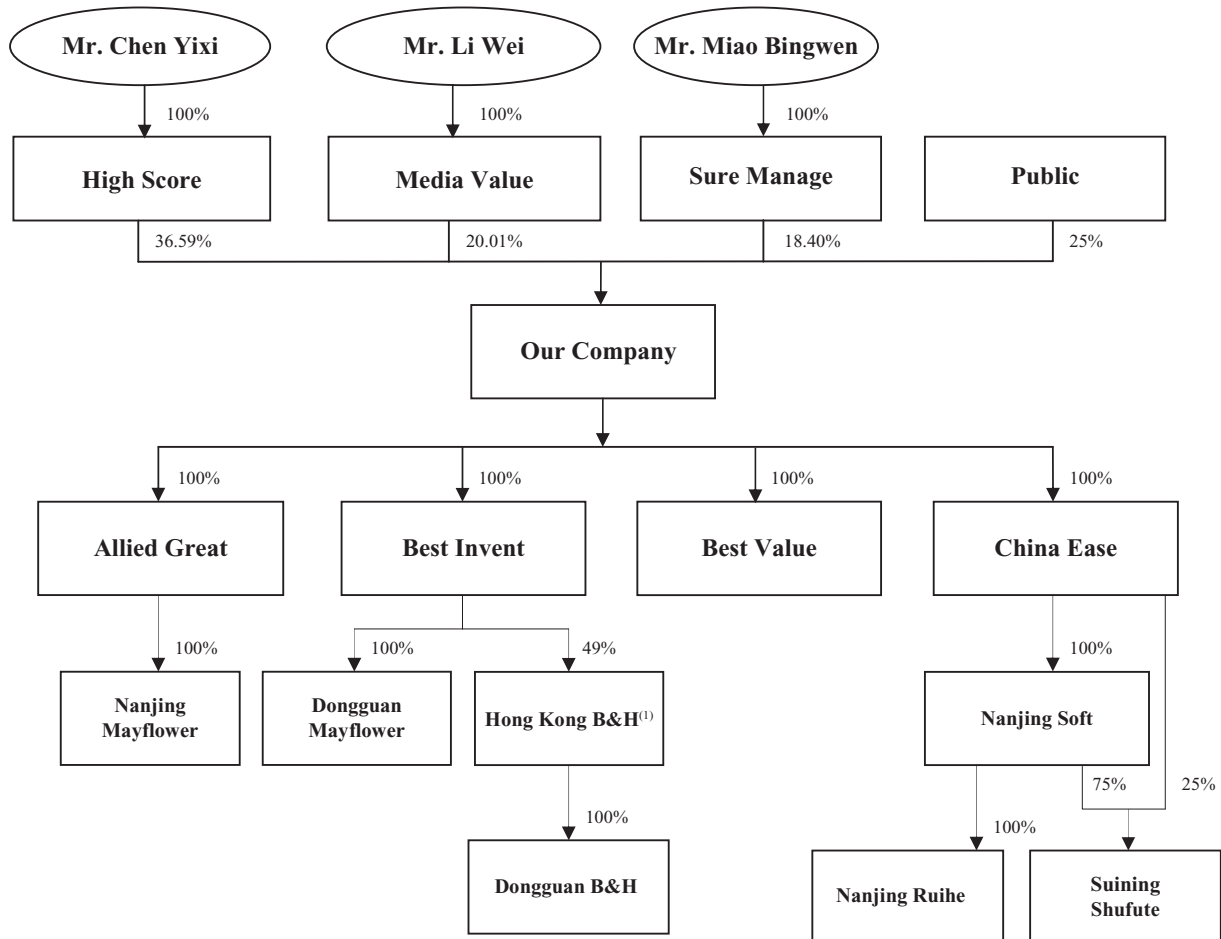 Mr. Chen Yixi
Mr. Li Wei
Mr. Miao Bingwen
100%
100%
100%
High Score
Media Value
Sure Manage
Public
36.59%
20.01%
18.40%
25%
Our Company
100%
100%
100%
100%
Allied Great
Best Invent
Best Value
China Ease
100%
100%
49%
100%
Nanjing
Mayflower
Dongguan
Mayflower
Hong Kong B&H(1)
Nanjing Soft
75%
25%
100%
100%
Dongguan B&H
Nanjing Ruihe
Suining
Shufute